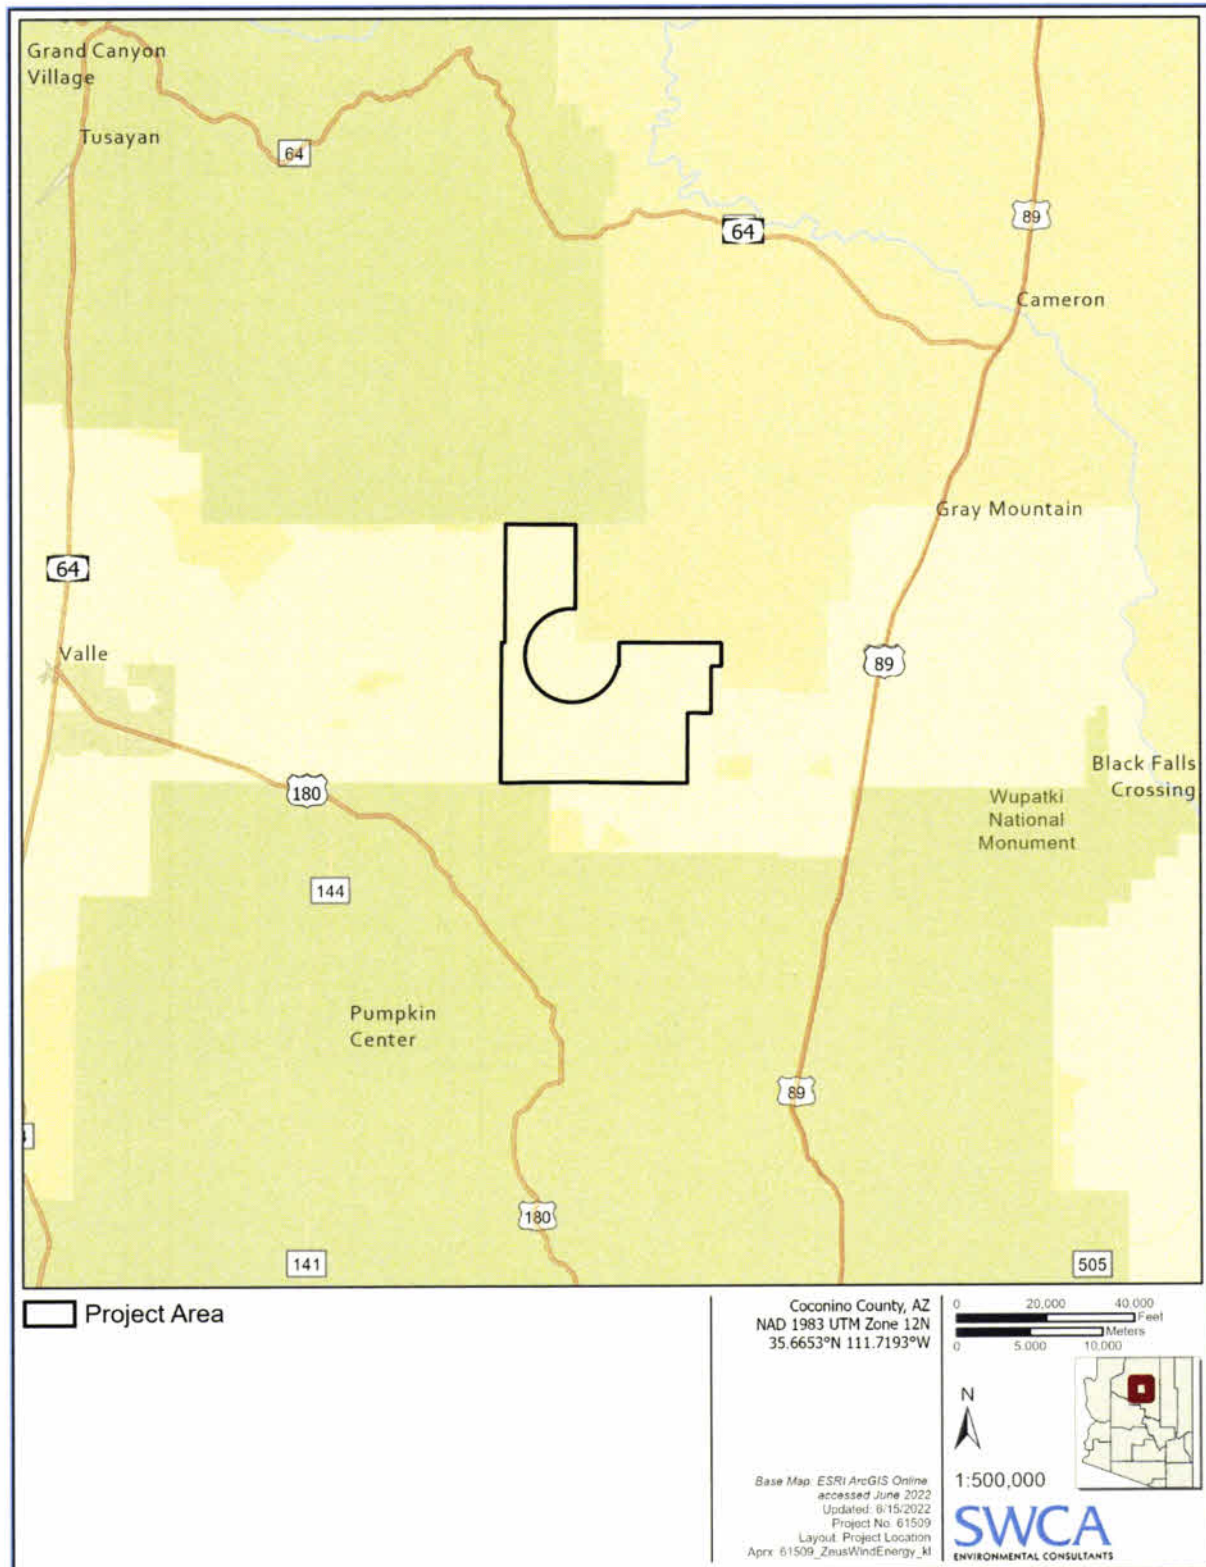 Grand Canyon
Village
Tusayan
64
64
89
Cameron
Gray Mountain
64
Valle
89
Black Falls
Crossing
180
Wupatki
National
Monument
144
Pumpkin
Center
89
180
141
505
Project Area
Coconino County, AZ
NAD 1983 UTM Zone 12N
35.6653°N 111.7193°W
0 20,000 40,000
Feet
Meters
0 5,000 10,000
N
1:500,000
Base Map: ESRI ArcGIS Online,
accessed June 2022
Updated: 6/15/2022
Project No. 61509
Layout: Project Location
Aprx: 61509_ZeusWindEnergy_kl
SWCA
ENVIRONMENTAL CONSULTANTS